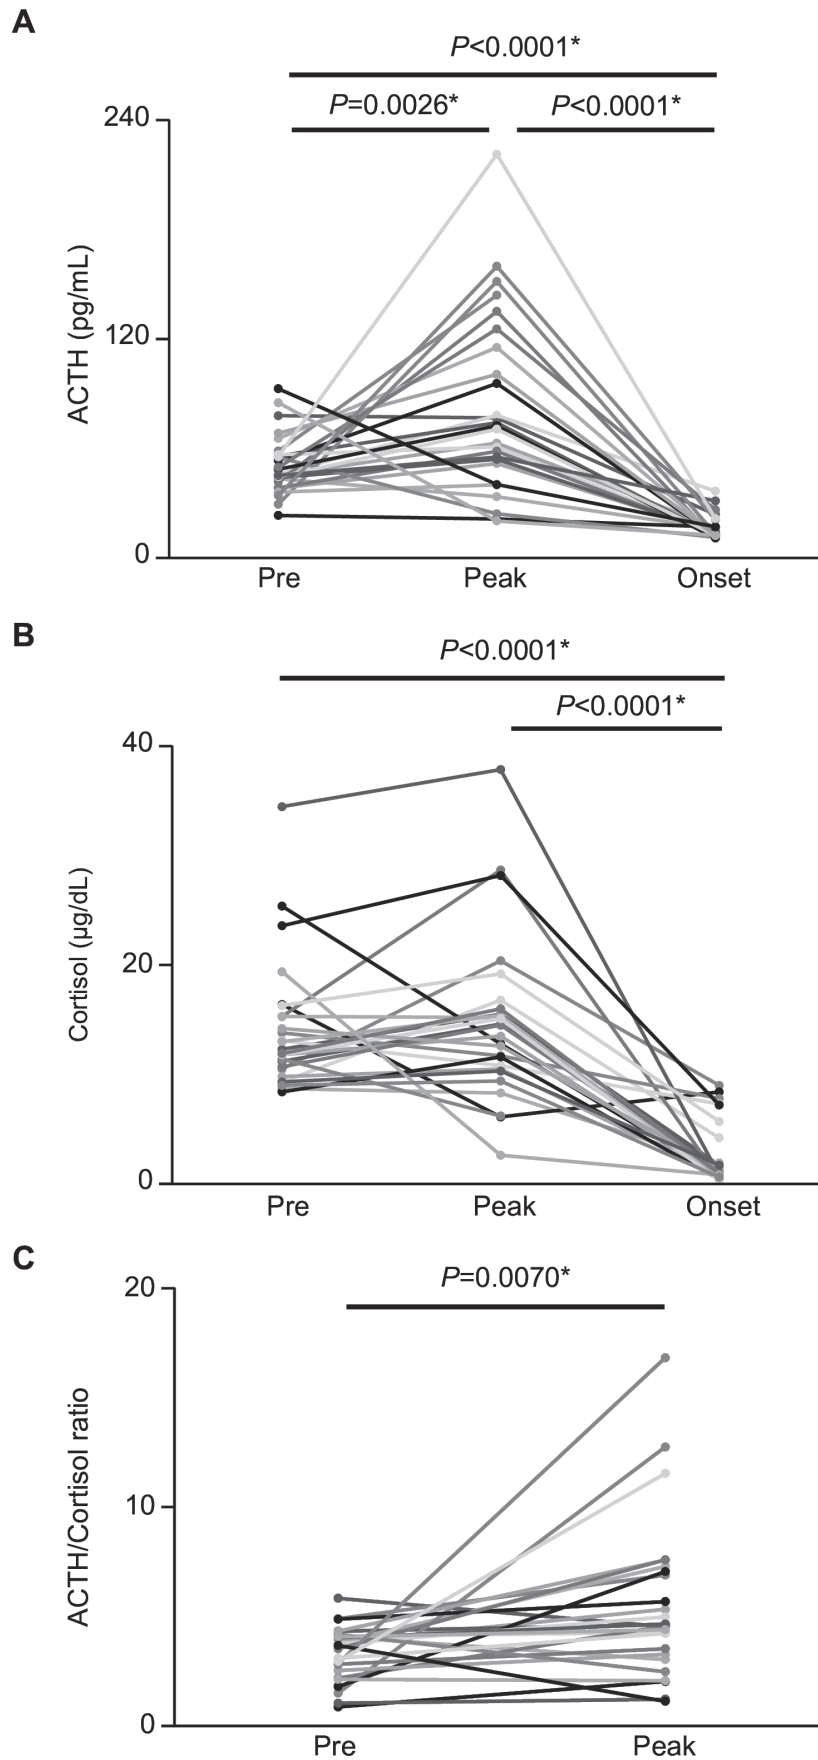 A
P<0.0001*
P=0.0026*
P<0.0001*
240
120
0
ACTH (pg/mL)
Pre
Peak
Onset
B
P<0.0001*
P<0.0001*
40
20
0
Cortisol (µg/dL)
Pre
Peak
Onset
C
P=0.0070*
20
10
0
ACTH/Cortisol ratio
Pre
Peak